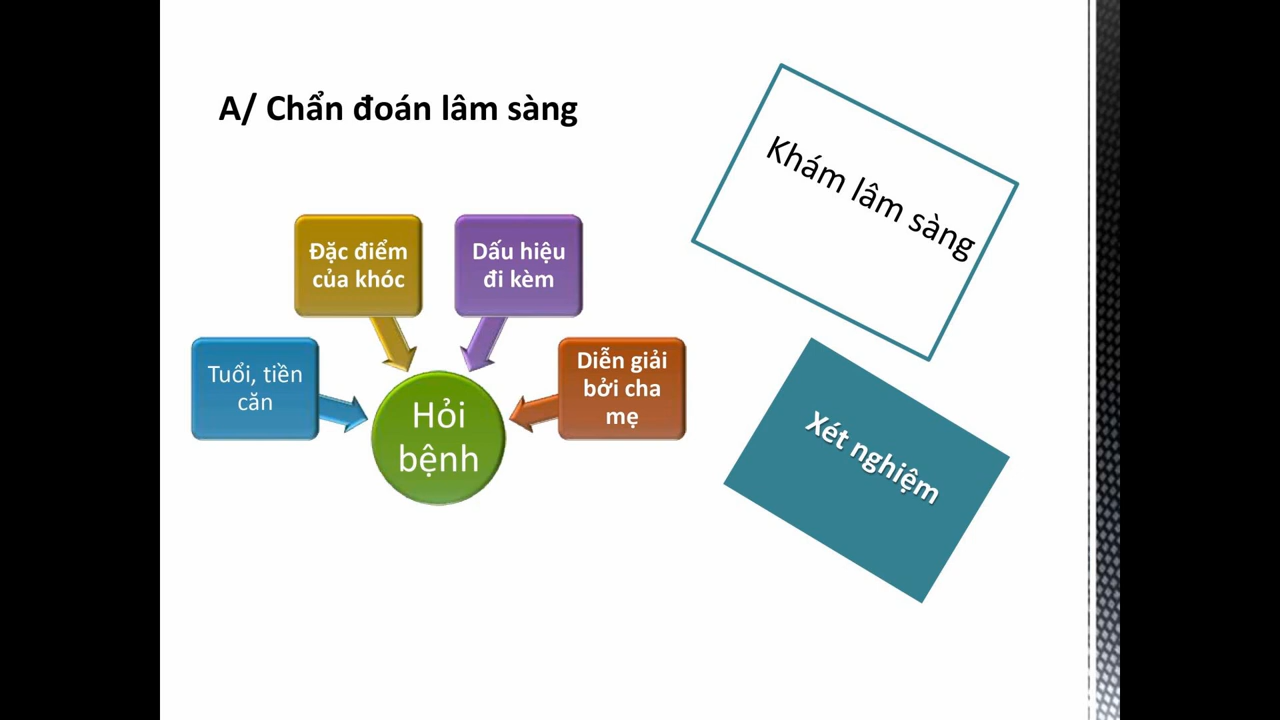 A/ Chẩn đoán lâm sàng
Đặc điểm
của khóc
Dấu hiệu
đi kèm
Tuổi, tiền
căn
Diễn giải
bởi cha
mẹ
Hỏi
bệnh
Khám lâm sàng
Xét nghiệm